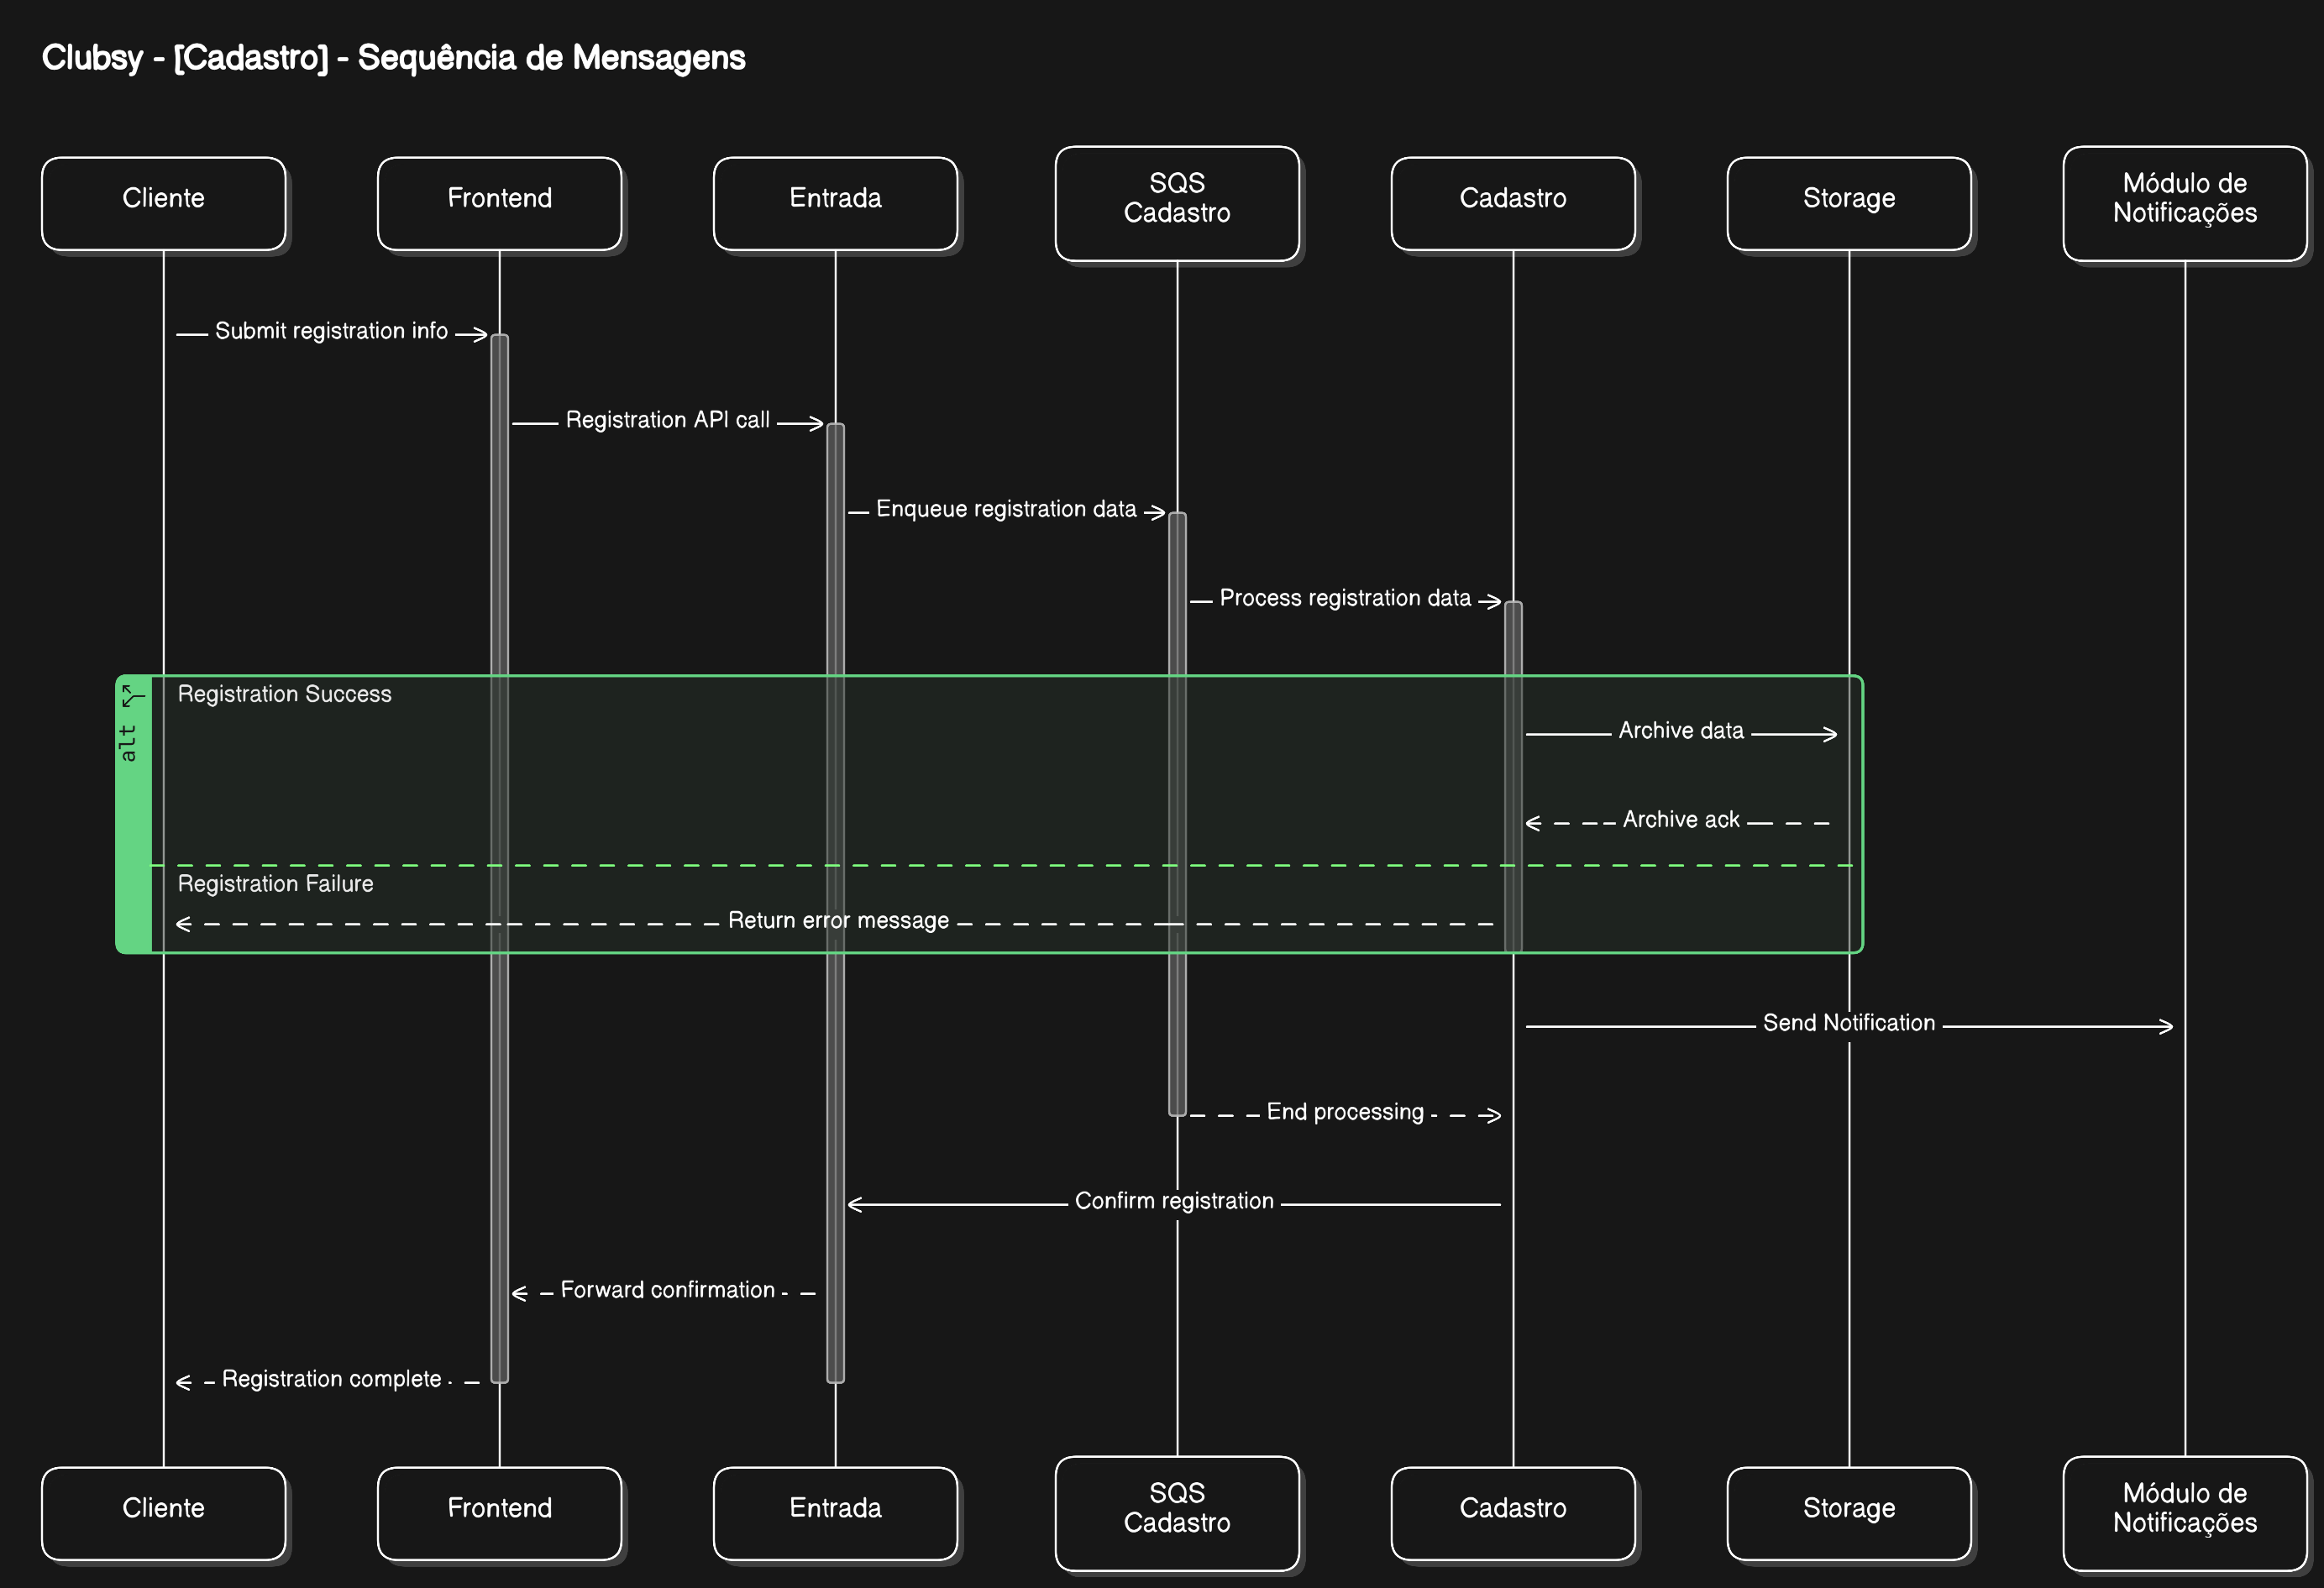 Clubsy - [Cadastro] - Sequência de Mensagens
Cliente
Frontend
Entrada
SQS
Cadastro
Cadastro
Storage
Módulo de
Notificações
Submit registration info
Registration API call
Enqueue registration data
Process registration data
alt
Registration Success
Archive data
Archive ack
Registration Failure
Return error message
Send Notification
End processing
Confirm registration
Forward confirmation
Registration complete
Cliente
Frontend
Entrada
SQS
Cadastro
Cadastro
Storage
Módulo de
Notificações